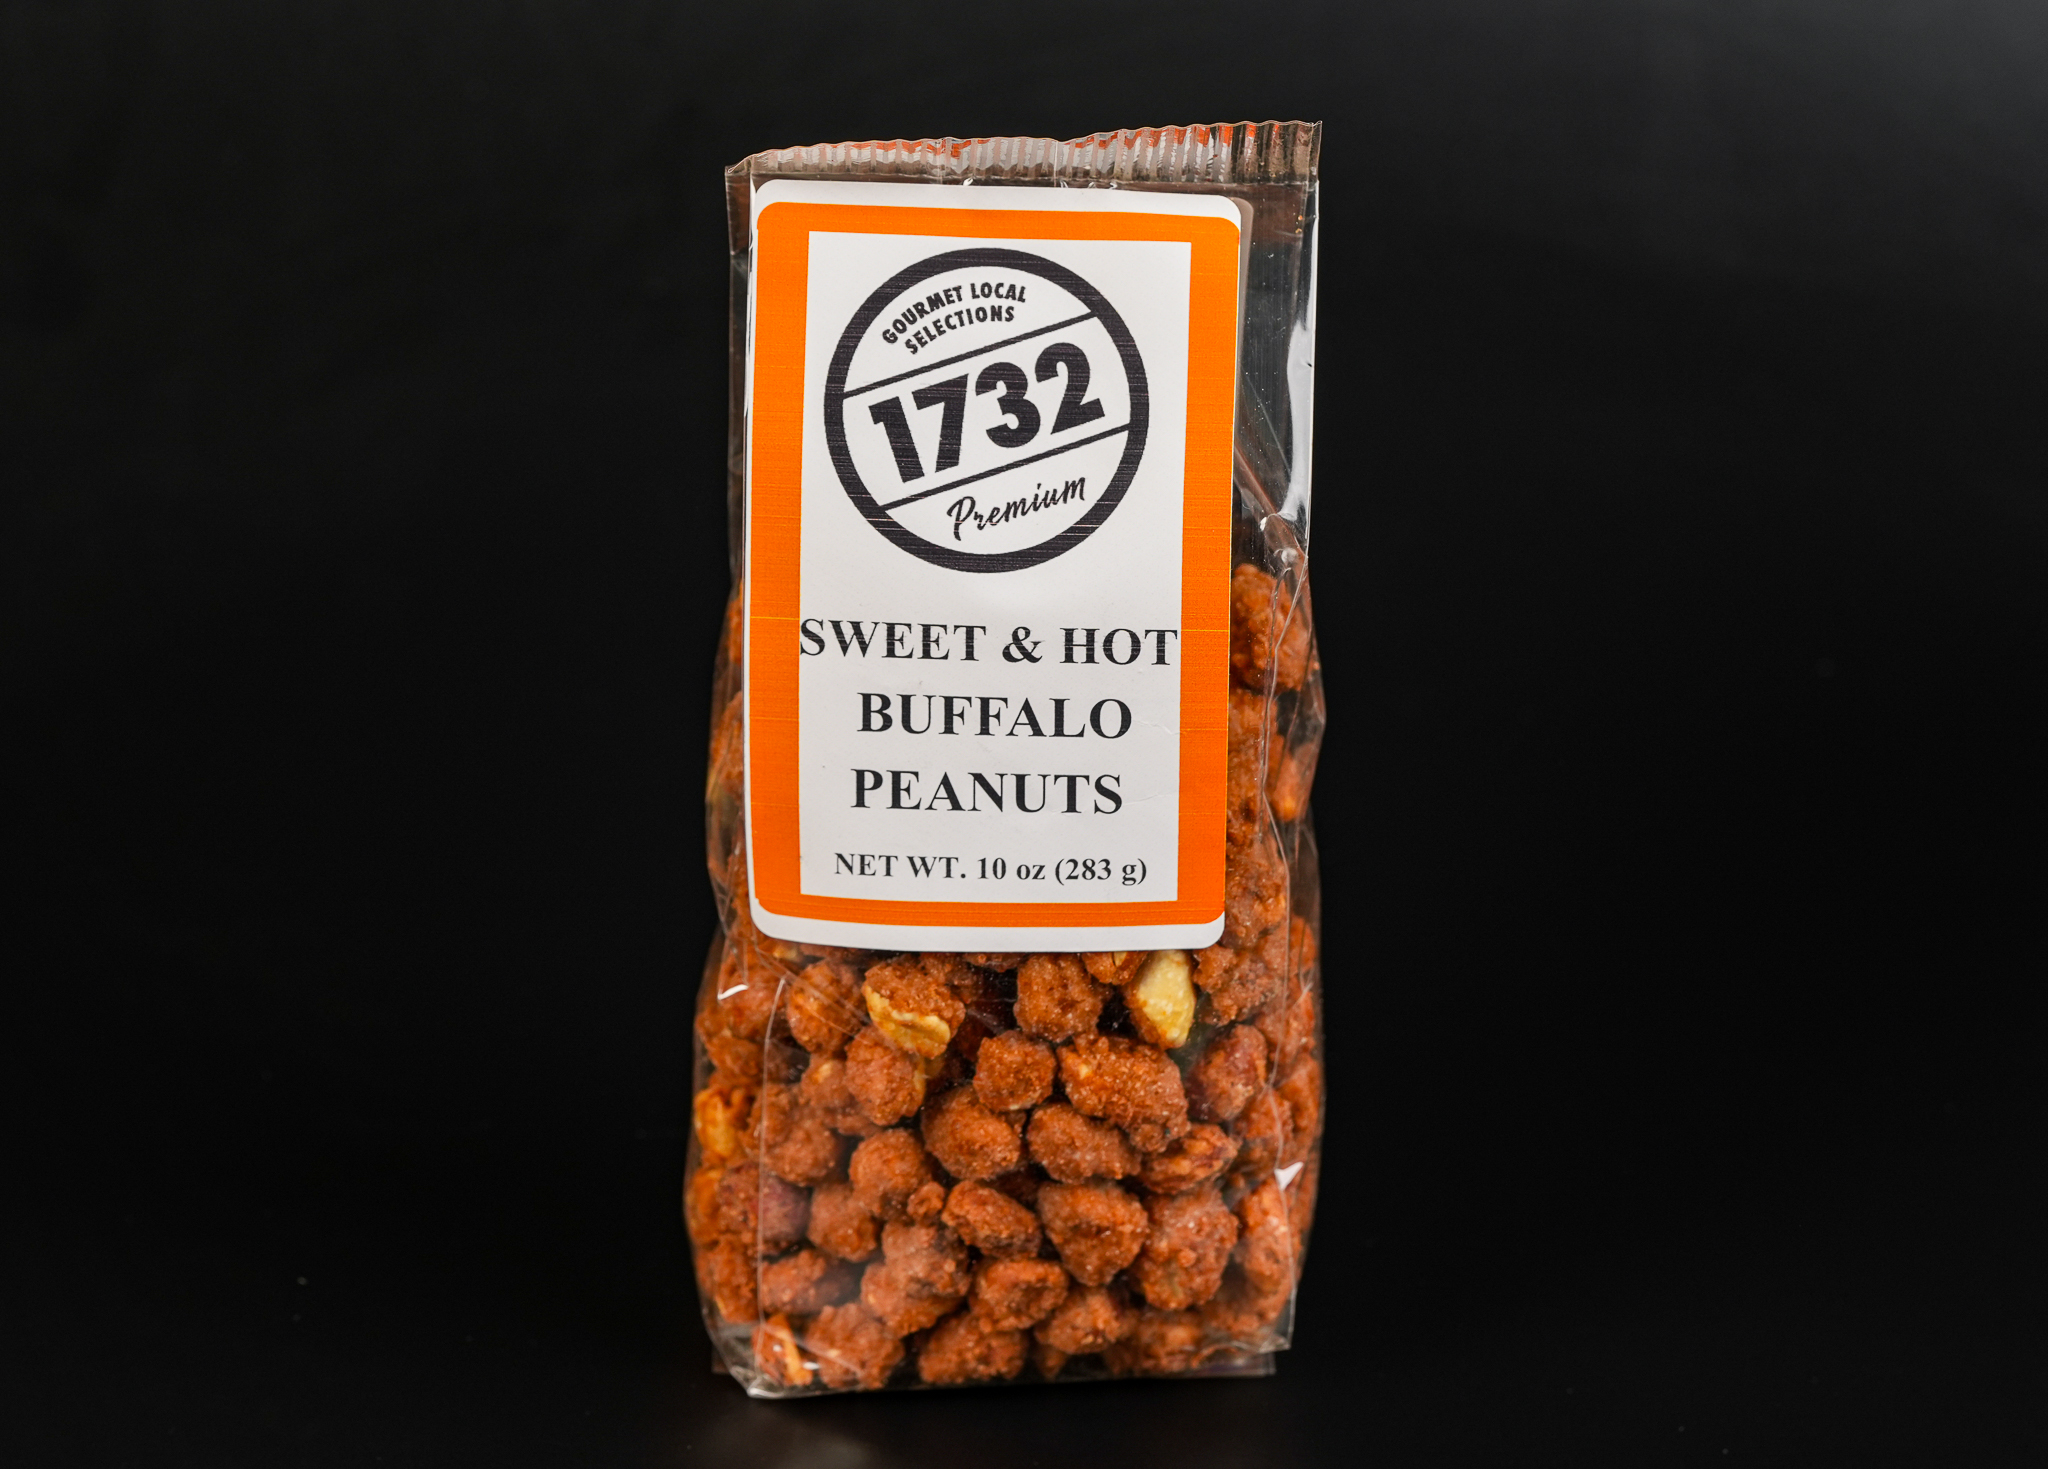 GOURMET LOCAL
SELECTIONS
1732
Premium
SWEET & HOT
BUFFALO
PEANUTS
NET WT. 10 oz (283 g)